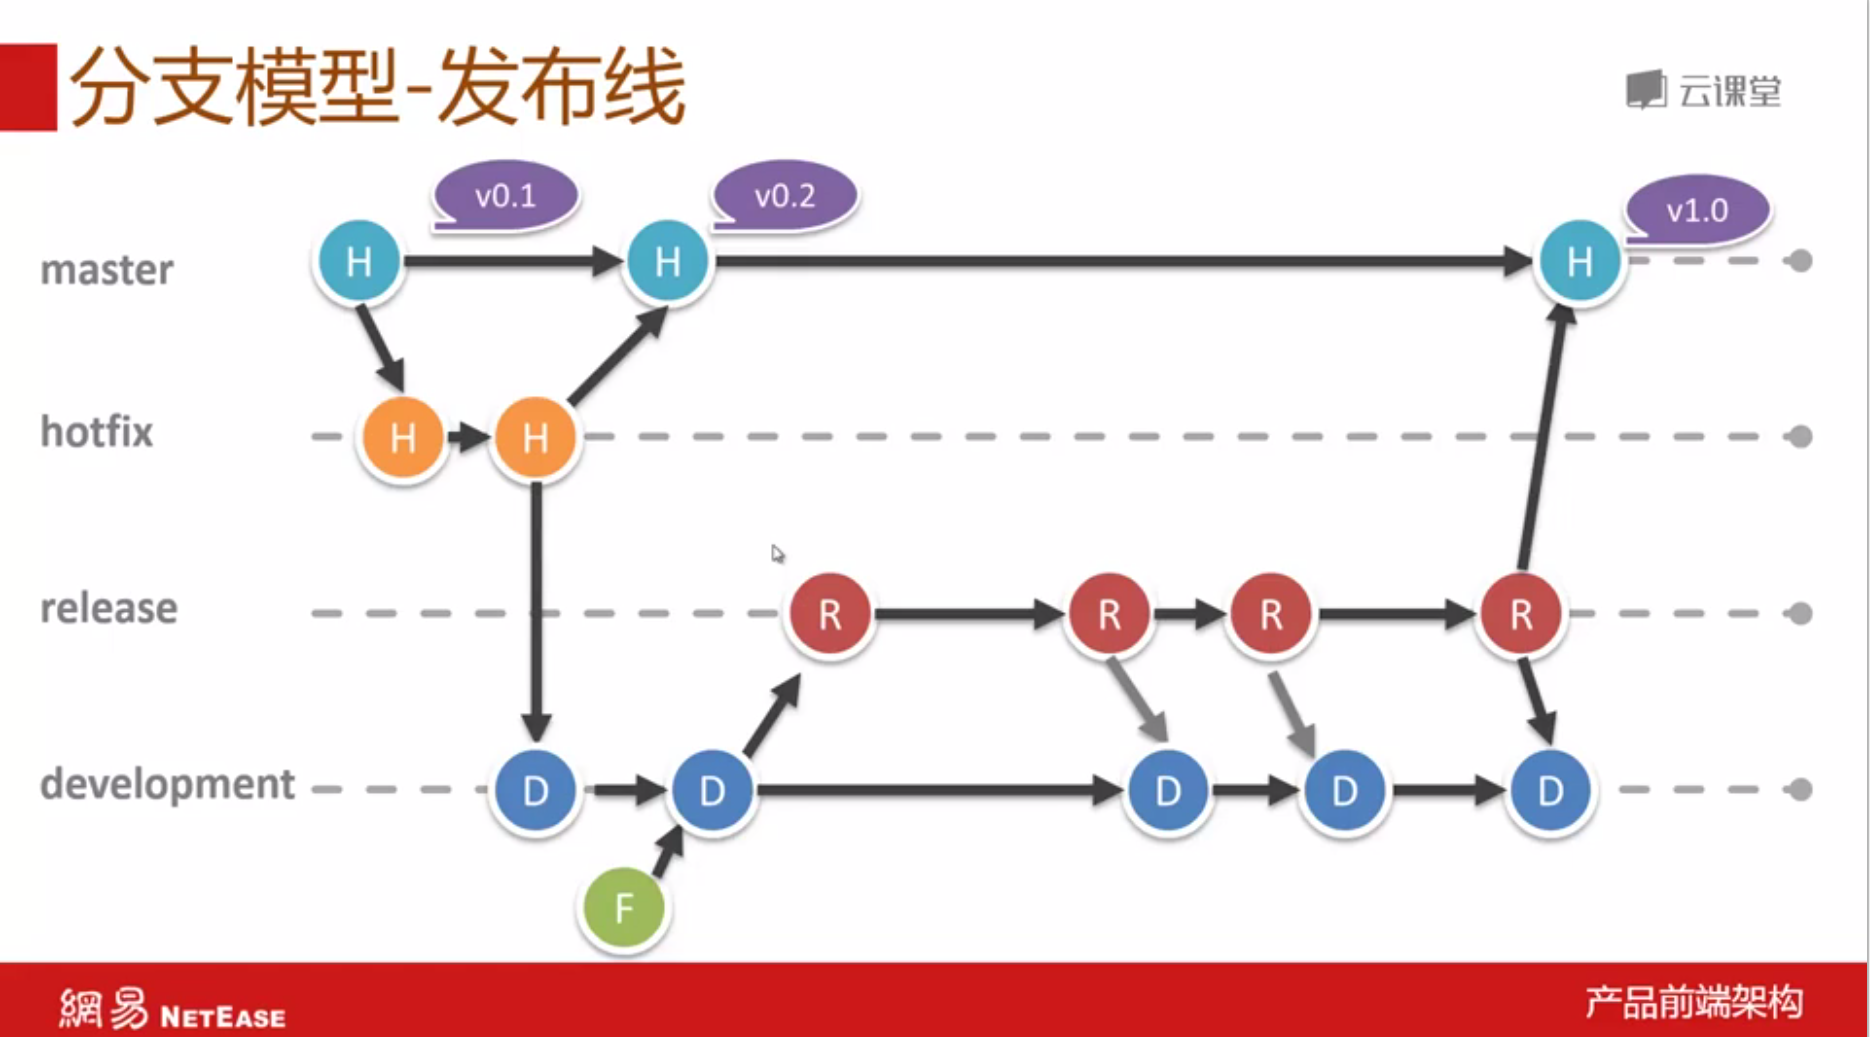 分支模型-发布线
云课堂
v0.1
v0.2
v1.0
master
H
H
H
hotfix
H
H
release
R
R
R
R
development
D
D
D
D
D
F
網易 NETEASE
产品前端架构